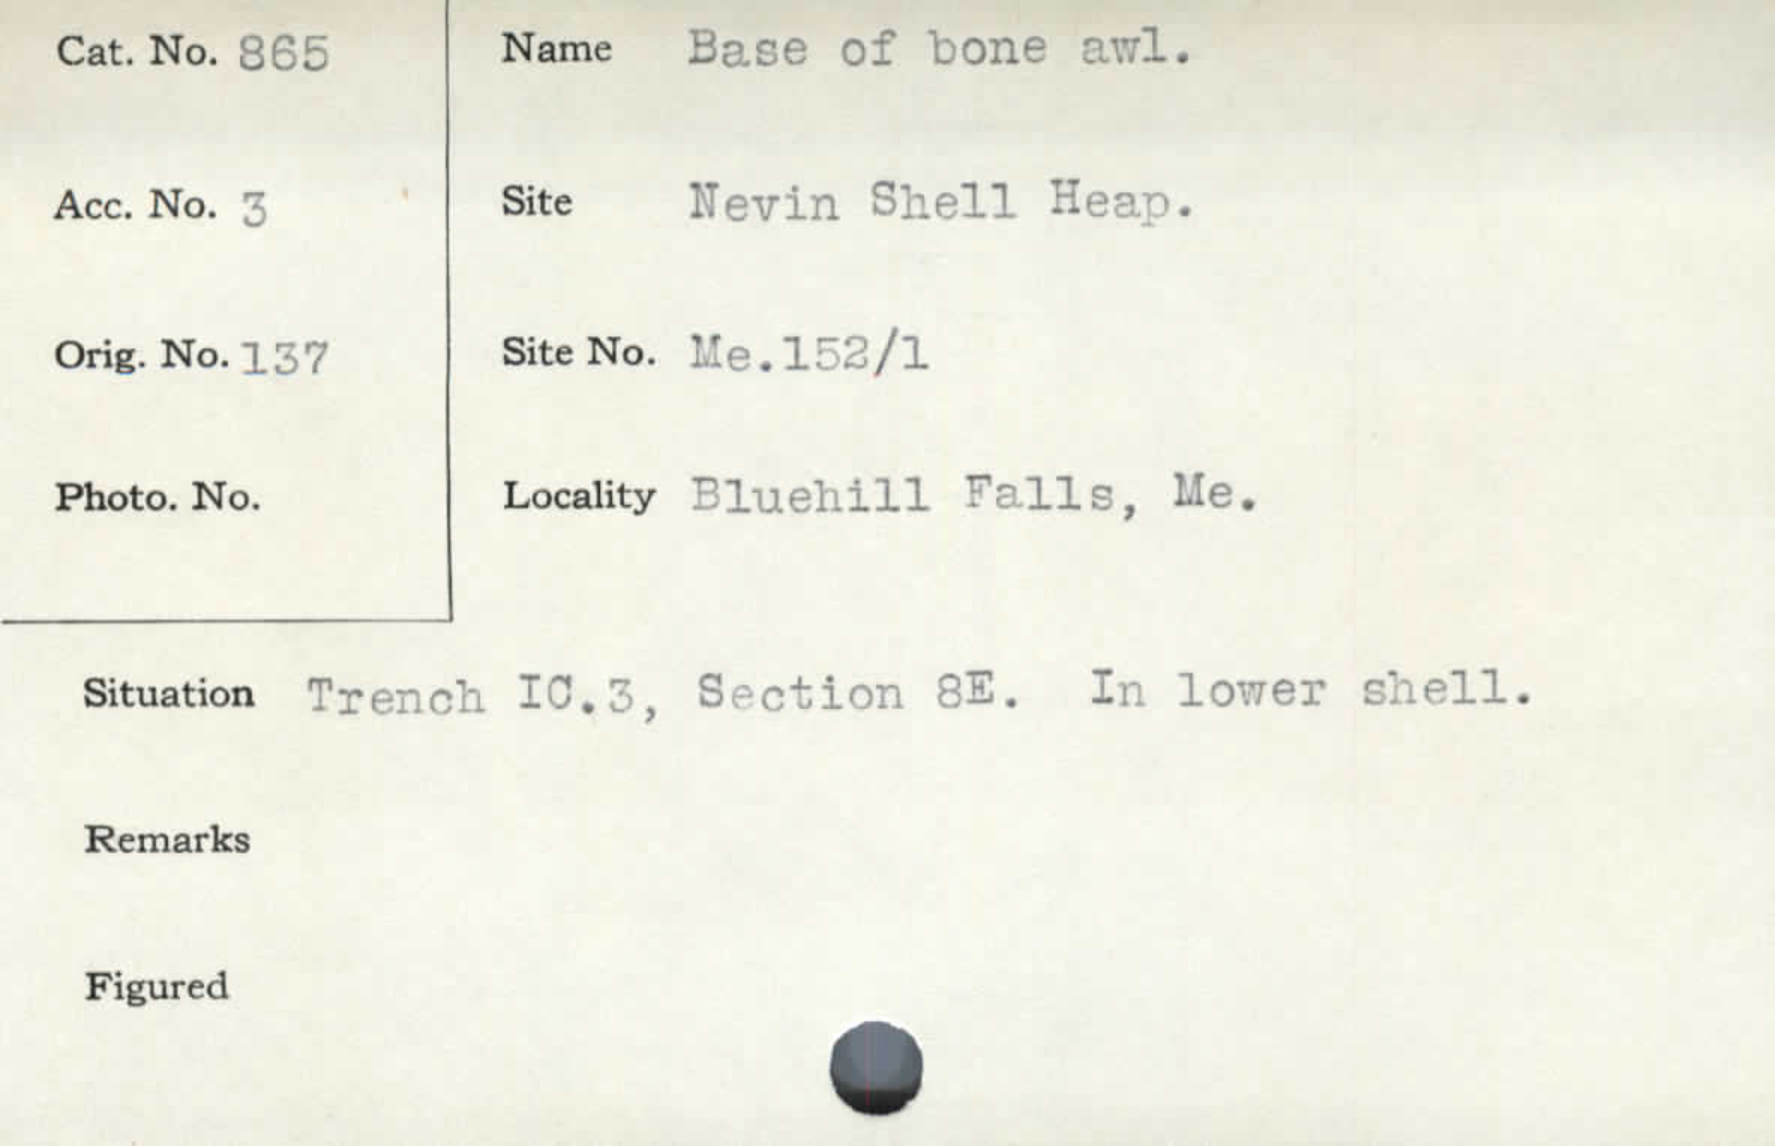 Cat. No. 865
Name Base of bone awl.
Acc. No. 3
Site Nevin Shell Heap.
Orig. No. 137
Site No. Me.152/1
Photo. No.
Locality Bluehill Falls, Me.
Situation Trench IC.3, Section 8E. In lower shell.
Remarks
Figured